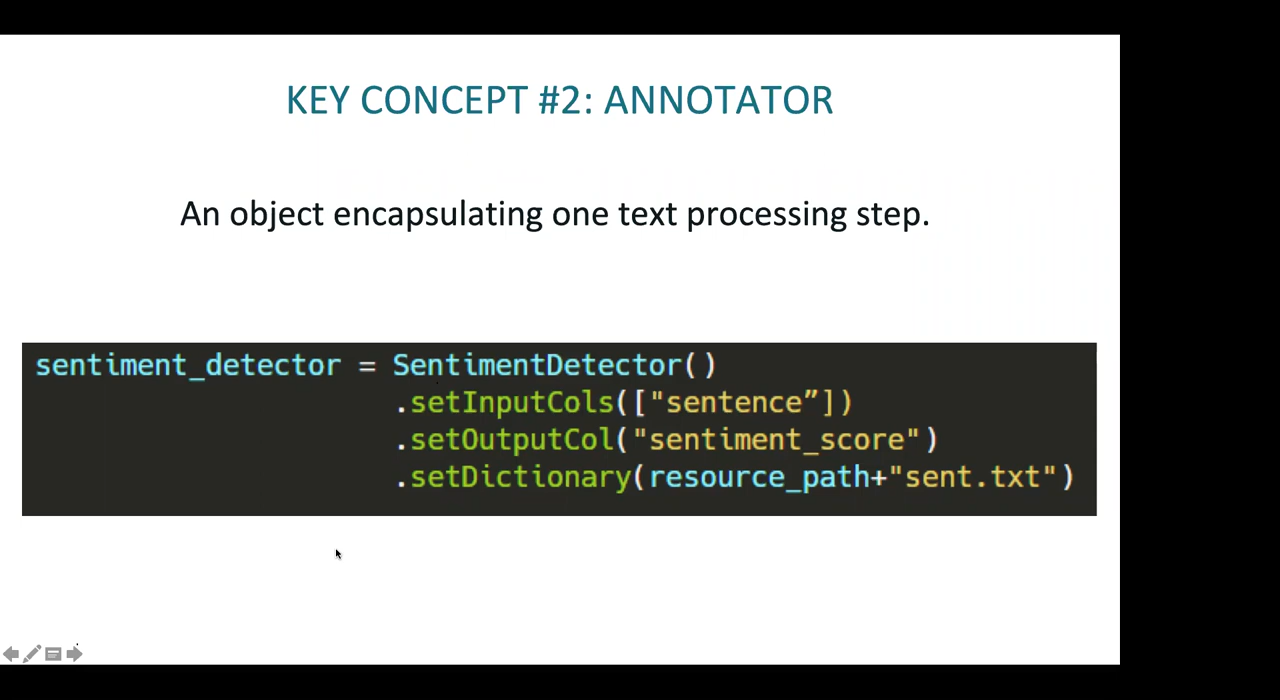 KEY CONCEPT #2: ANNOTATOR
An object encapsulating one text processing step.
sentiment_detector = SentimentDetector()
.setInputCols(["sentence”])
.setOutputCol("sentiment_score")
.setDictionary(resource_path+"sent.txt")